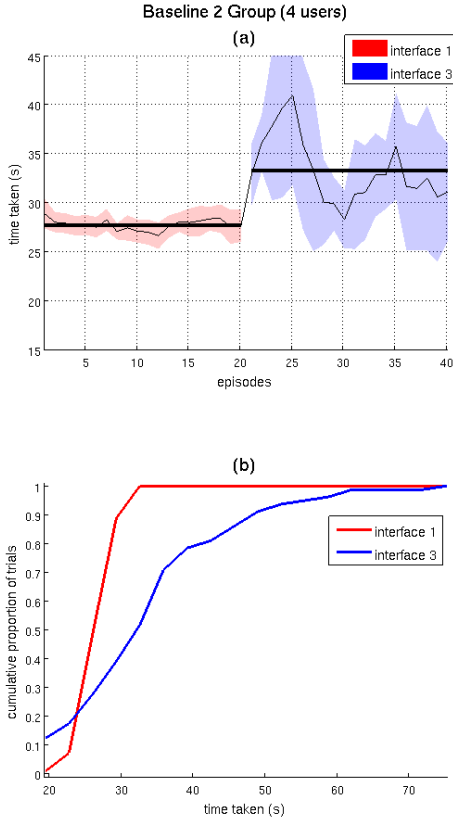 Baseline 2 Group (4 users)
(a)
interface 1
interface 3
time taken (s)
45
40
35
30
25
20
15
5 10 15 20 25 30 35 40
episodes
(b)
interface 1
interface 3
cumulative proportion of trials
1
0.9
0.8
0.7
0.6
0.5
0.4
0.3
0.2
0.1
0
20 30 40 50 60 70
time taken (s)